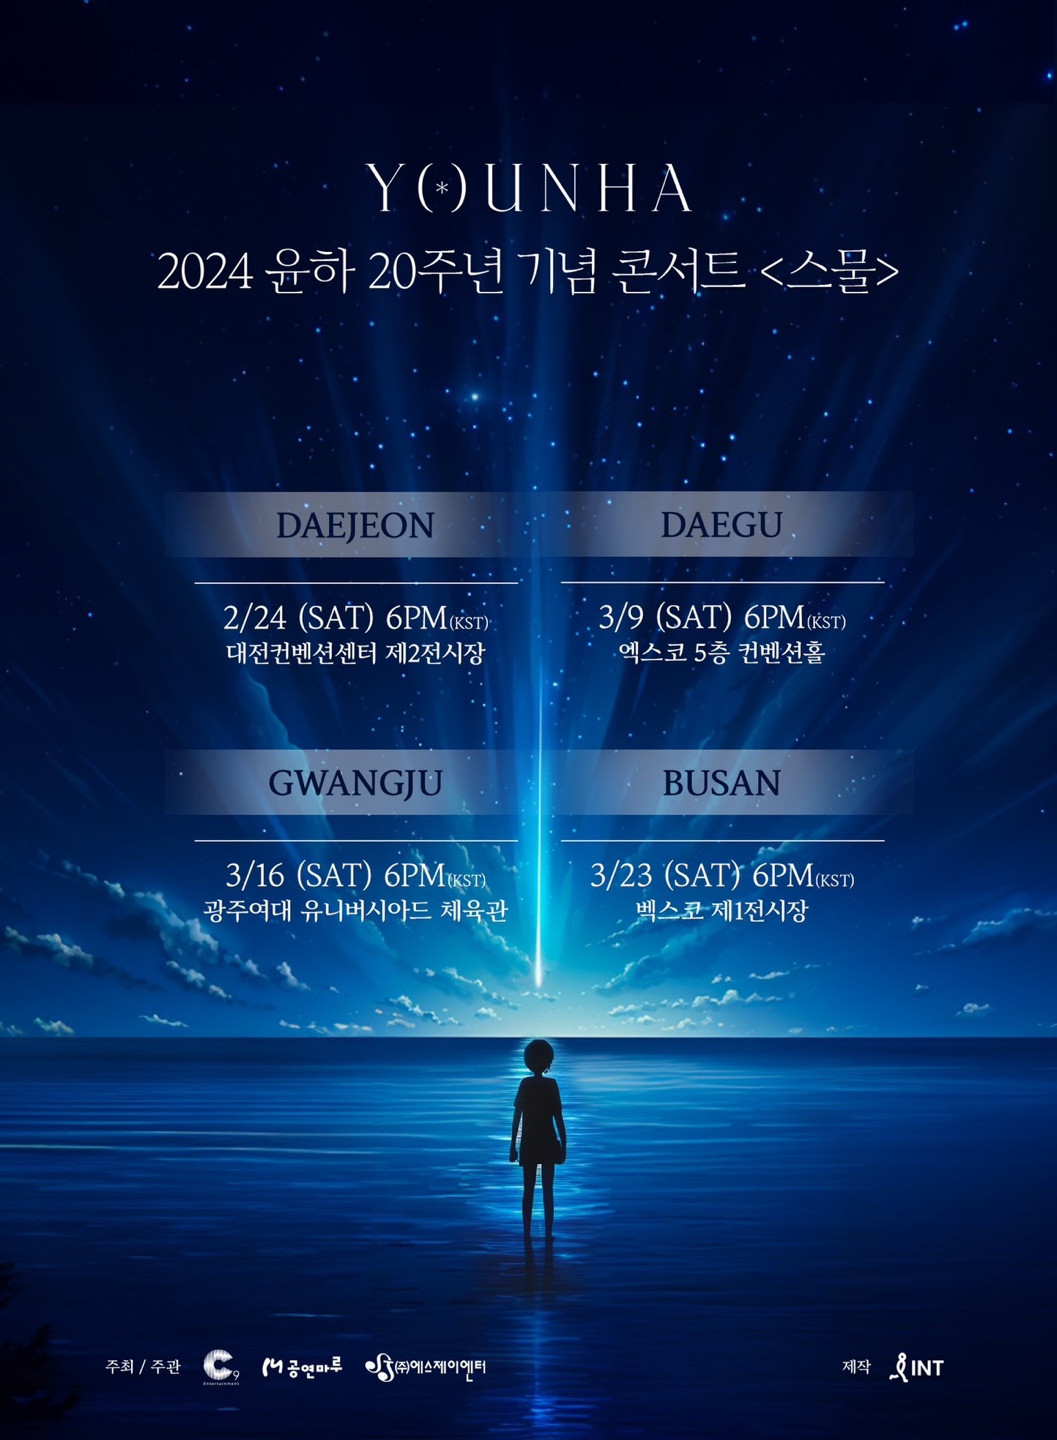 Y(*)UNHA
2024 윤하 20주년 기념 콘서트 <스물>
DAEJEON
2/24 (SAT) 6PM(KST)
대전컨벤션센터 제2전시장
DAEGU
3/9 (SAT) 6PM(KST)
엑스코 5층 컨벤션홀
GWANGJU
3/16 (SAT) 6PM(KST)
광주여대 유니버시아드 체육관
BUSAN
3/23 (SAT) 6PM(KST)
벡스코 제1전시장
주최 / 주관 C9 Entertainment 공연마루 (주)에스제이엔터
제작 INT